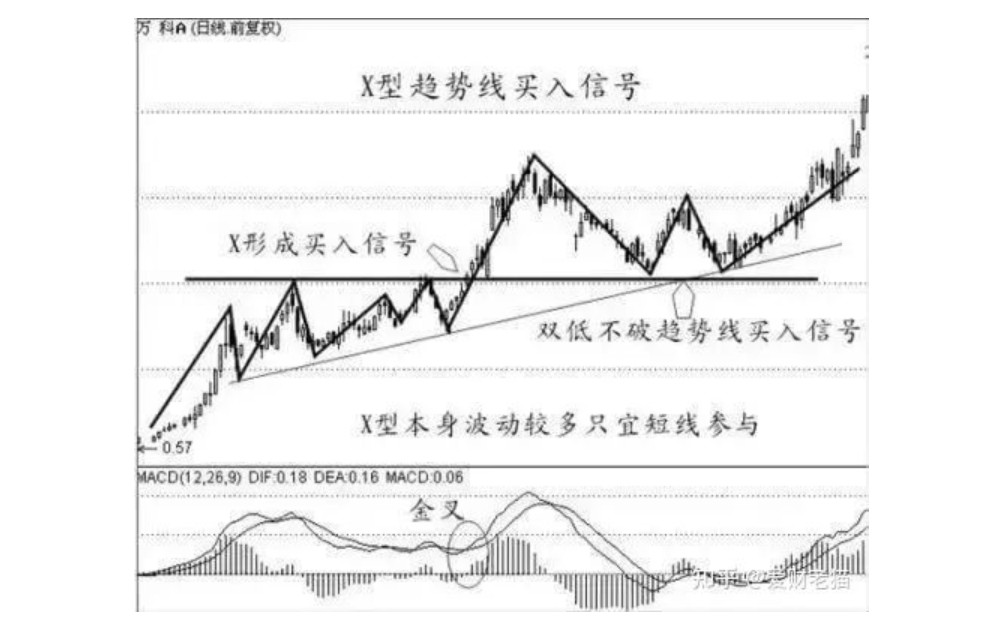 万 科A (日线.前复权)
X型趋势线买入信号
X形成买入信号
双低不破趋势线买入信号
X型本身波动较多只宜短线参与
0.57
MACD(12,26,9) DIF:0.18 DEA:0.16 MACD:0.06
金叉
知乎 @爱财老猫